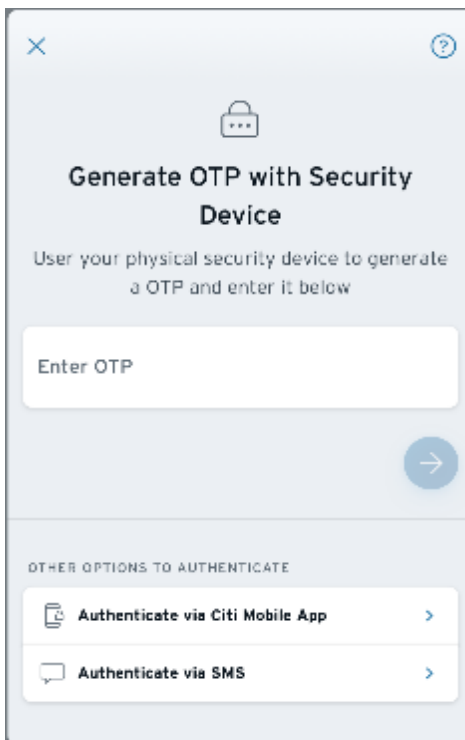 Generate OTP with Security
Device
User your physical security device to generate
a OTP and enter it below
Enter OTP
OTHER OPTIONS TO AUTHENTICATE
Authenticate via Citi Mobile App
Authenticate via SMS